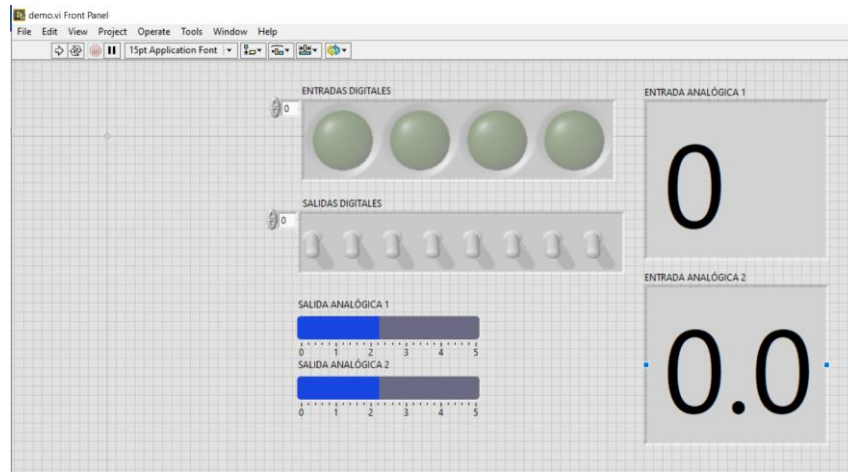 demo.vi Front Panel
File Edit View Project Operate Tools Window Help
15pt Application Font
ENTRADAS DIGITALES
0
SALIDAS DIGITALES
0
SALIDA ANALÓGICA 1
0 1 2 3 4 5
SALIDA ANALÓGICA 2
0 1 2 3 4 5
ENTRADA ANALÓGICA 1
0
ENTRADA ANALÓGICA 2
0.0